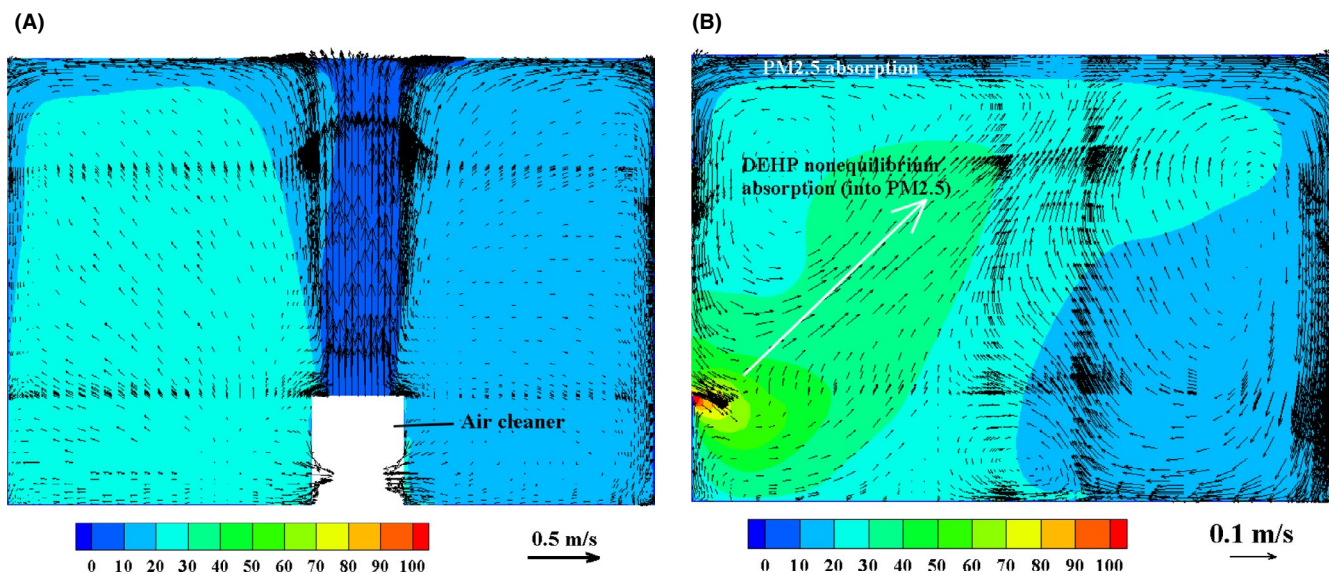 (A)
(B)
PM2.5 absorption
DEHP nonequilibrium
absorption (into PM2.5)
Air cleaner
0 10 20 30 40 50 60 70 80 90 100
0.5 m/s
0 10 20 30 40 50 60 70 80 90 100
0.1 m/s